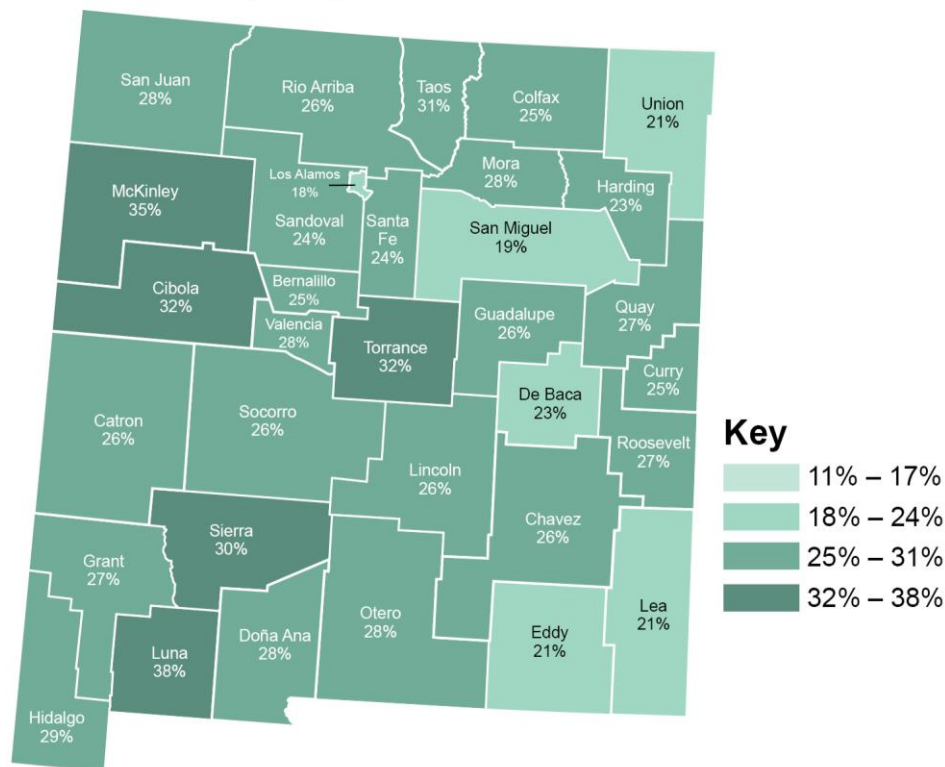 San Juan
28%
Rio Arriba
26%
Taos
31%
Colfax
25%
Union
21%
McKinley
35%
Los Alamos
18%
Sandoval
24%
Santa
Fe
24%
Mora
28%
Harding
23%
San Miguel
19%
Cibola
32%
Bernalillo
25%
Valencia
28%
Torrance
32%
Guadalupe
26%
Quay
27%
Curry
25%
De Baca
23%
Roosevelt
27%
Catron
26%
Socorro
26%
Lincoln
26%
Chavez
26%
Sierra
30%
Grant
27%
Luna
38%
Doña Ana
28%
Otero
28%
Eddy
21%
Lea
21%
Hidalgo
29%
Key
11% – 17%
18% – 24%
25% – 31%
32% – 38%